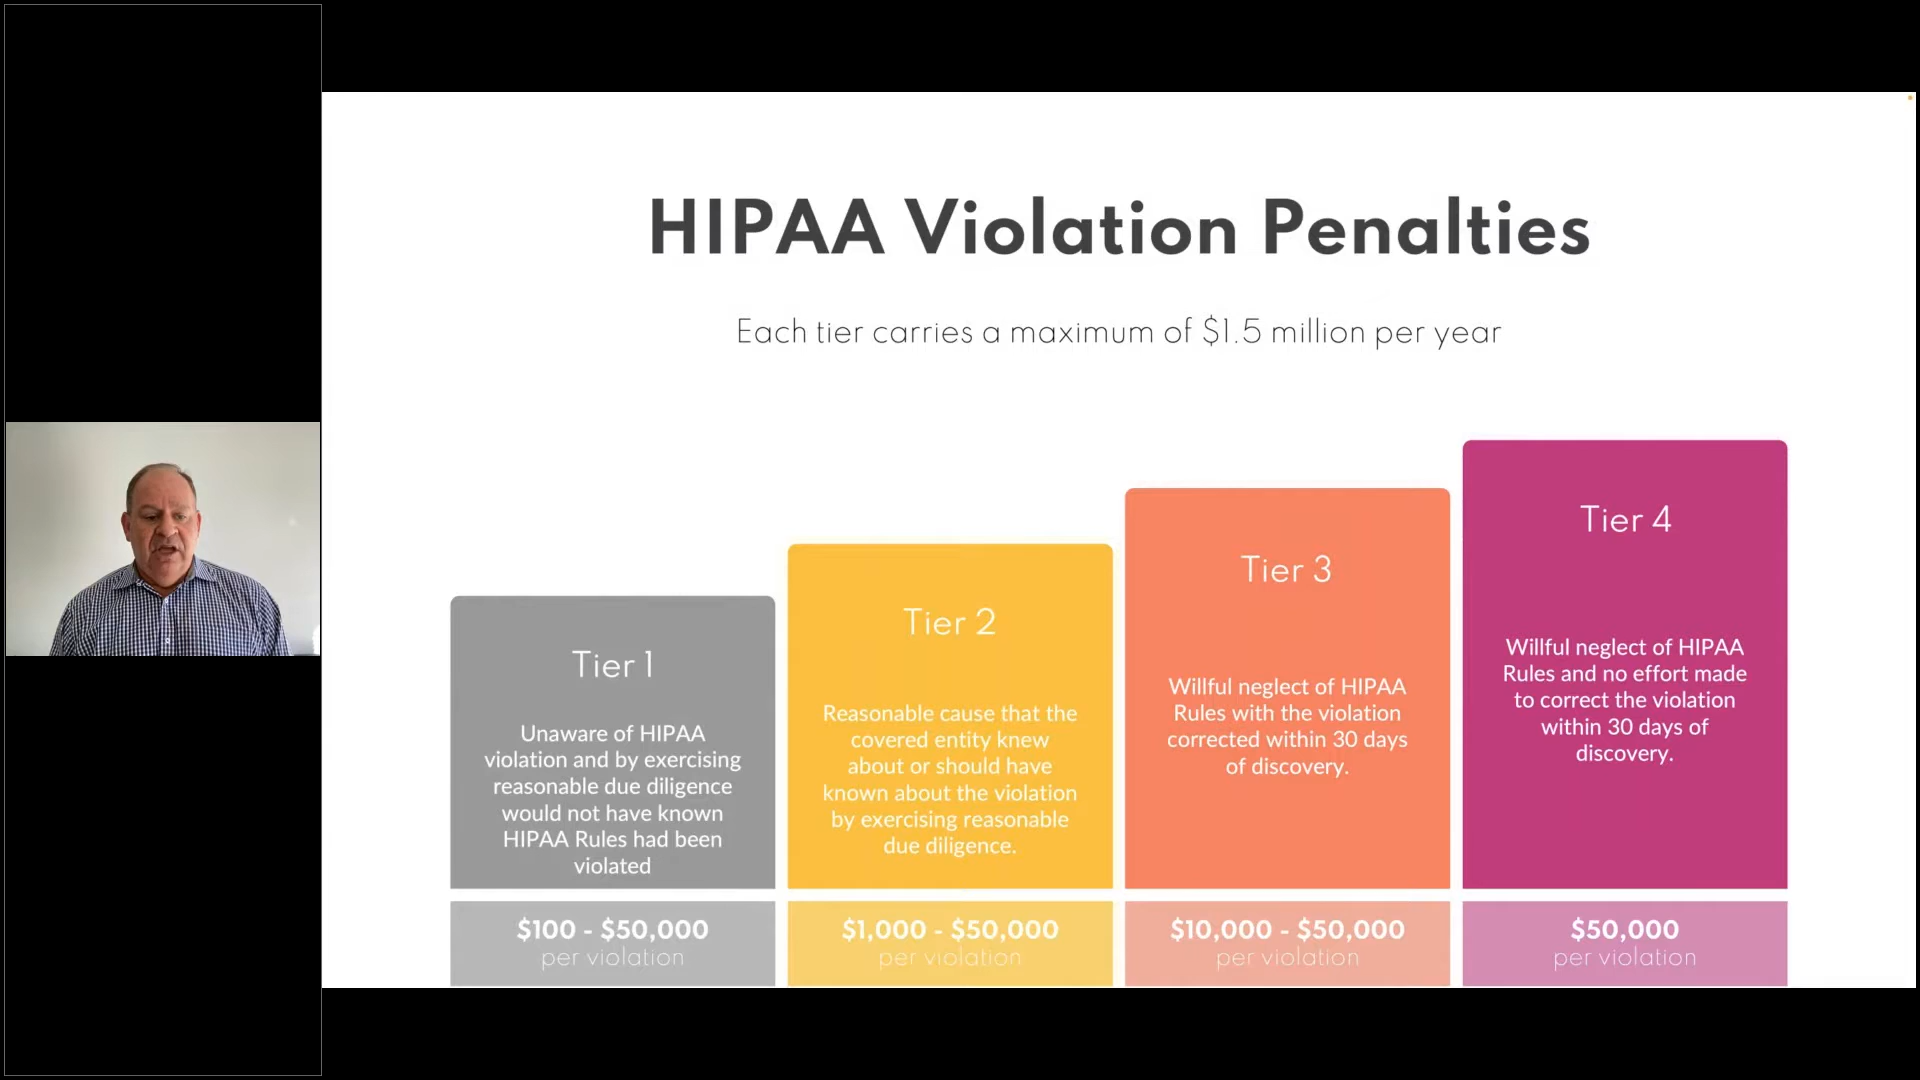 HIPAA Violation Penalties
Each tier carries a maximum of $1.5 million per year
Tier 1
Unaware of HIPAA
violation and by exercising
reasonable due diligence
would not have known
HIPAA Rules had been
violated
$100 - $50,000
per violation
Tier 2
Reasonable cause that the
covered entity knew
about or should have
known about the violation
by exercising reasonable
due diligence.
$1,000 - $50,000
per violation
Tier 3
Willful neglect of HIPAA
Rules with the violation
corrected within 30 days
of discovery.
$10,000 - $50,000
per violation
Tier 4
Willful neglect of HIPAA
Rules and no effort made
to correct the violation
within 30 days of
discovery.
$50,000
per violation